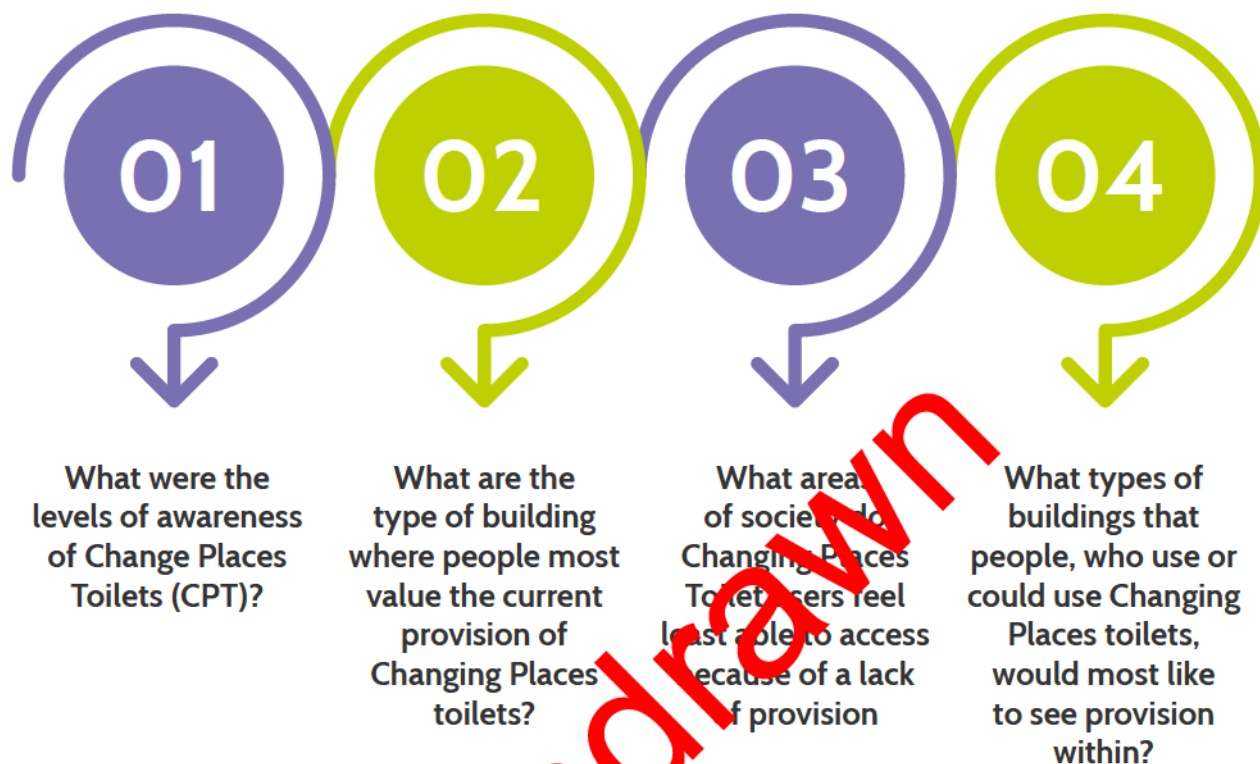 01
02
03
04
What were the
levels of awareness
of Change Places
Toilets (CPT)?
What are the
type of building
where people most
value the current
provision of
Changing Places
toilets?
What areas
of society do
Changing Places
Toilet users feel
least able to access
because of a lack
of provision
What types of
buildings that
people, who use or
could use Changing
Places toilets,
would most like
to see provision
within?
drawn